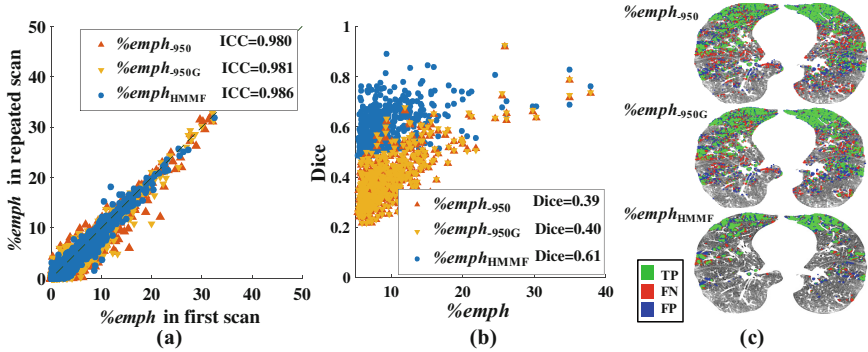 %emph-950 ICC=0.980
%emph-950G ICC=0.981
%emphHMMF ICC=0.986
50
40
30
20
10
0
0 10 20 30 40 50
%emph in repeated scan
%emph in first scan
(a)
1
0.8
0.6
0.4
0.2
0
10 20 30 40
Dice
%emph-950 Dice=0.39
%emph-950G Dice=0.40
%emphHMMF Dice=0.61
%emph
(b)
%emph-950
%emph-950G
%emphHMMF
TP
FN
FP
(c)